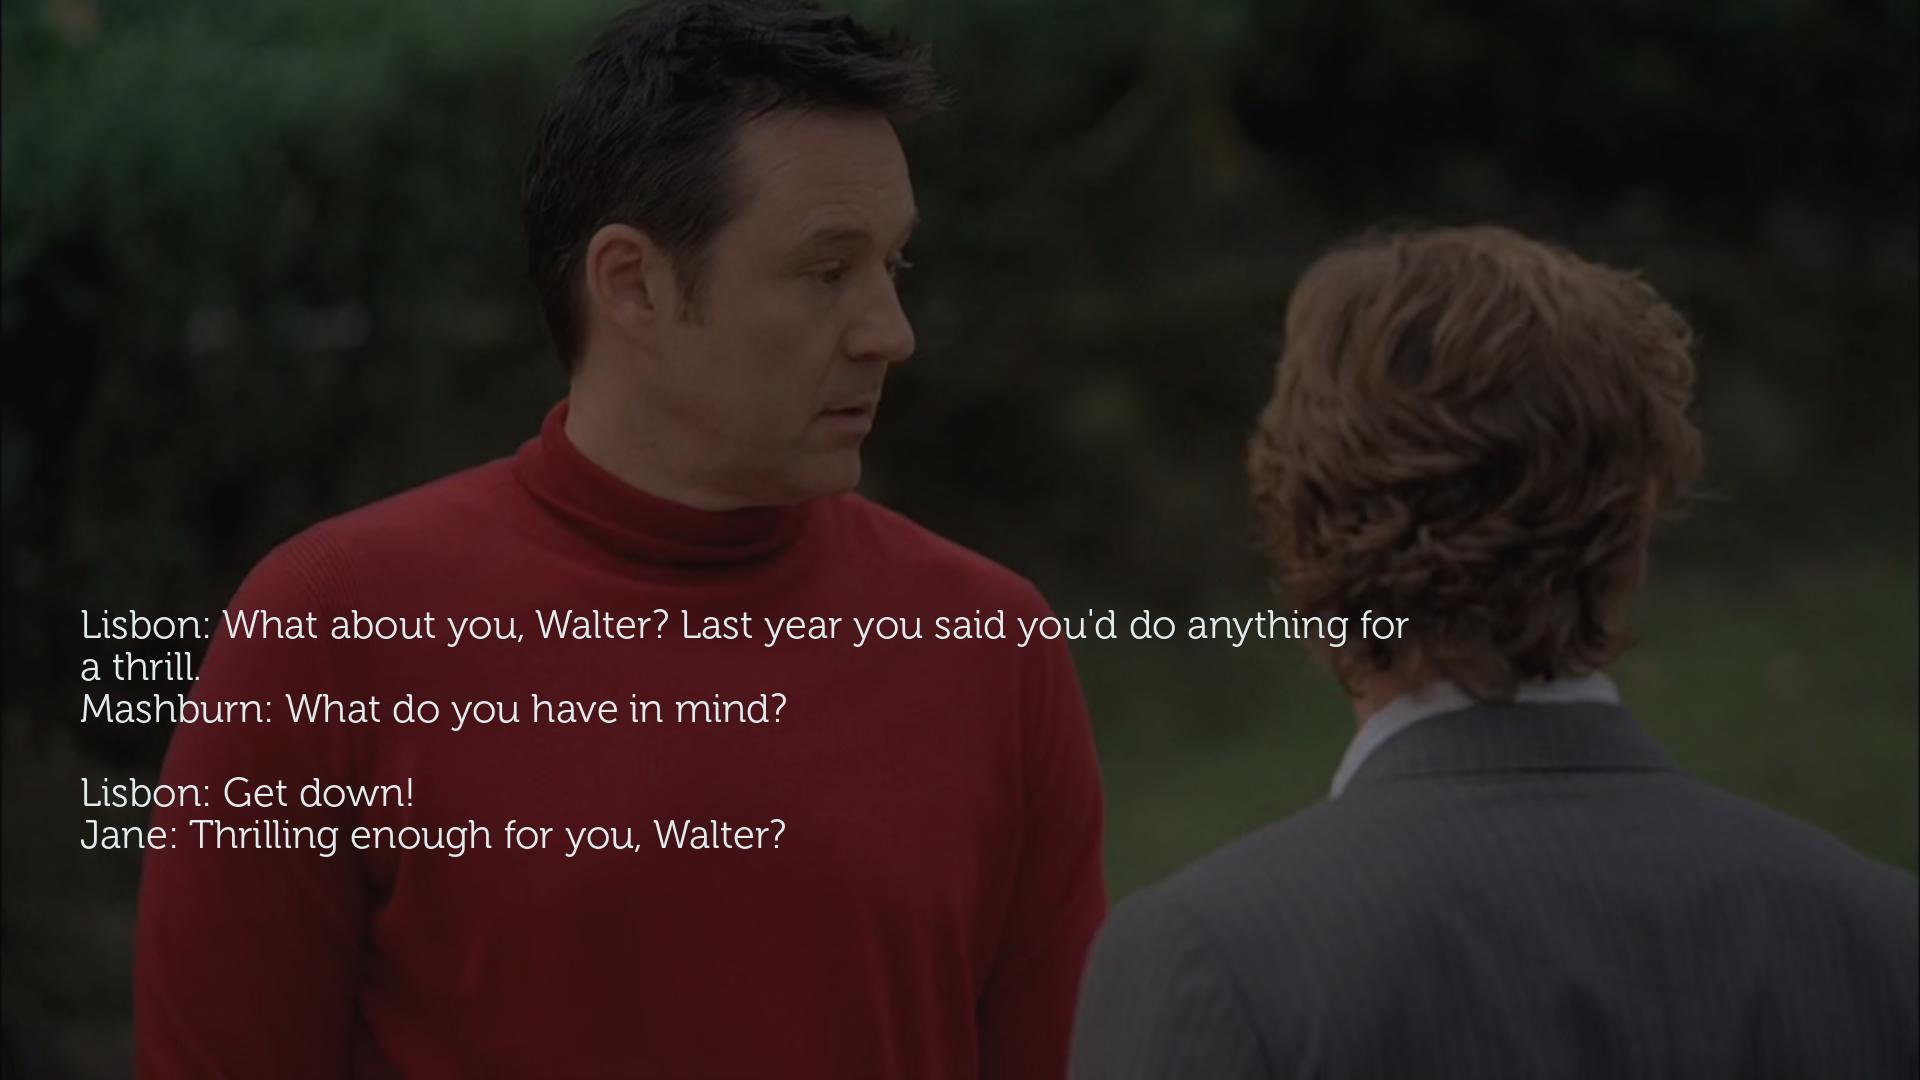 Lisbon: What about you, Walter? Last year you said you'd do anything for
a thrill.
Mashburn: What do you have in mind?
Lisbon: Get down!
Jane: Thrilling enough for you, Walter?